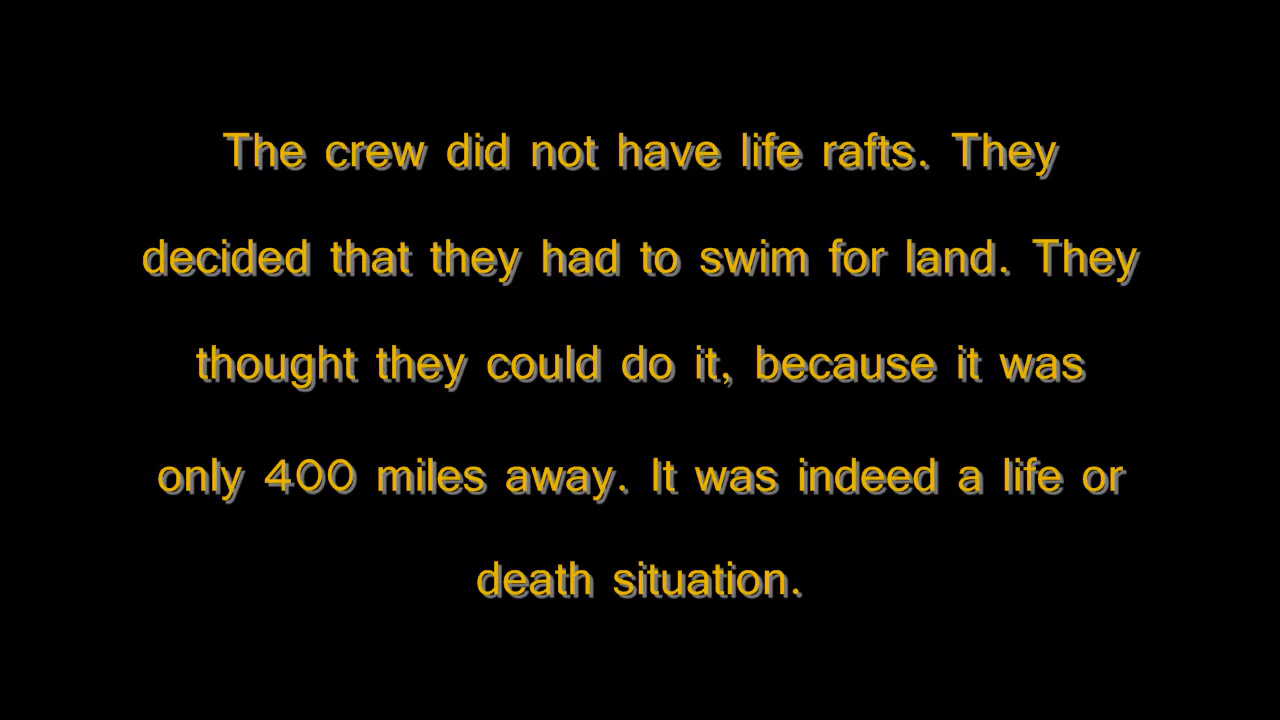 The crew did not have life rafts. They
decided that they had to swim for land. They
thought they could do it, because it was
only 400 miles away. It was indeed a life or
death situation.